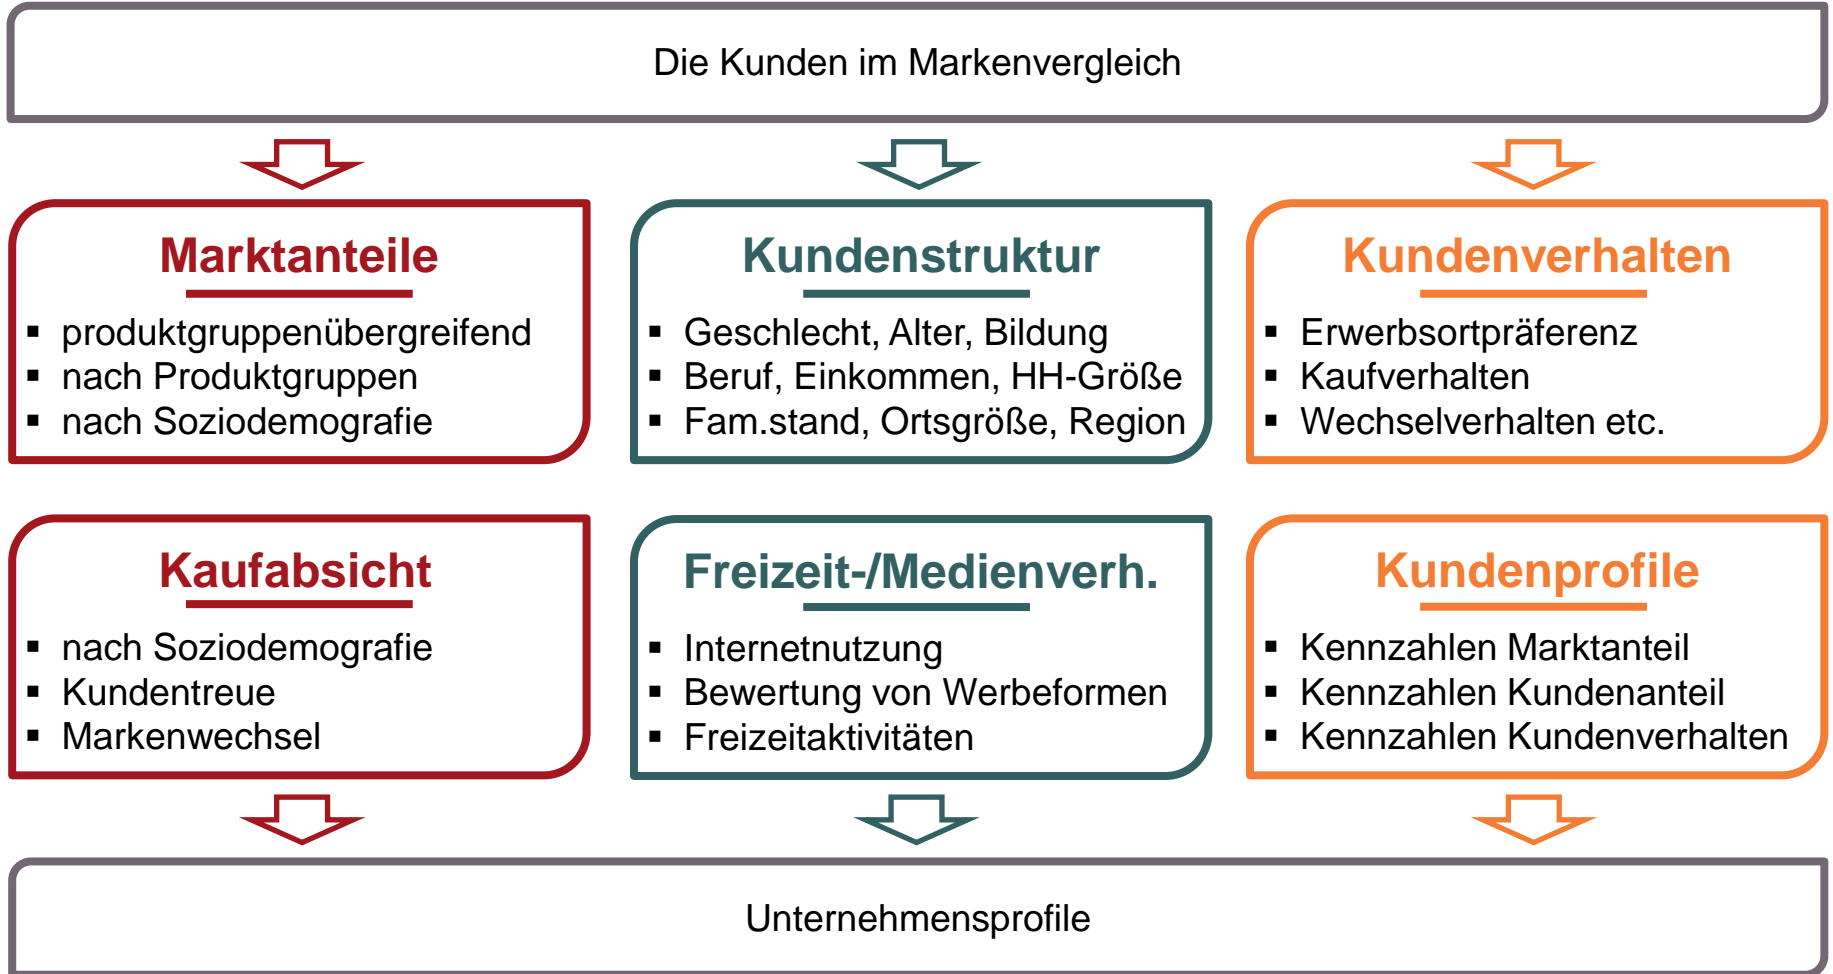 Die Kunden im Markenvergleich
Marktanteile
▪ produktgruppenübergreifend
▪ nach Produktgruppen
▪ nach Soziodemografie
Kundenstruktur
▪ Geschlecht, Alter, Bildung
▪ Beruf, Einkommen, HH-Größe
▪ Fam.stand, Ortsgröße, Region
Kundenverhalten
▪ Erwerbsortpräferenz
▪ Kaufverhalten
▪ Wechselverhalten etc.
Kaufabsicht
▪ nach Soziodemografie
▪ Kundentreue
▪ Markenwechsel
Freizeit-/Medienverh.
▪ Internetnutzung
▪ Bewertung von Werbeformen
▪ Freizeitaktivitäten
Kundenprofile
▪ Kennzahlen Marktanteil
▪ Kennzahlen Kundenanteil
▪ Kennzahlen Kundenverhalten
Unternehmensprofile